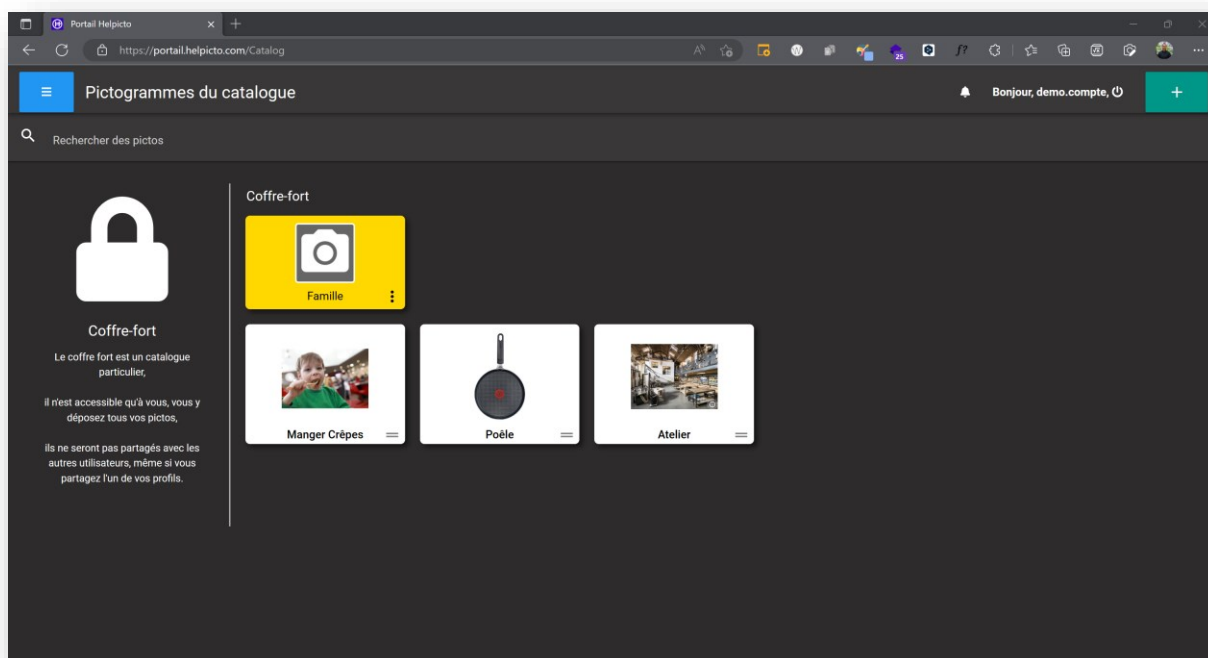 Portail Helpicto
https://portail.helpicto.com/Catalog
25
Pictogrammes du catalogue
Bonjour, demo.compte,
Rechercher des pictos
Coffre-fort
Le coffre fort est un catalogue
particulier,
il n'est accessible qu'à vous, vous y
déposez tous vos pictos,
ils ne seront pas partagés avec les
autres utilisateurs, même si vous
partagez l'un de vos profils.
Coffre-fort
Famille
Manger Crêpes
Poêle
Atelier